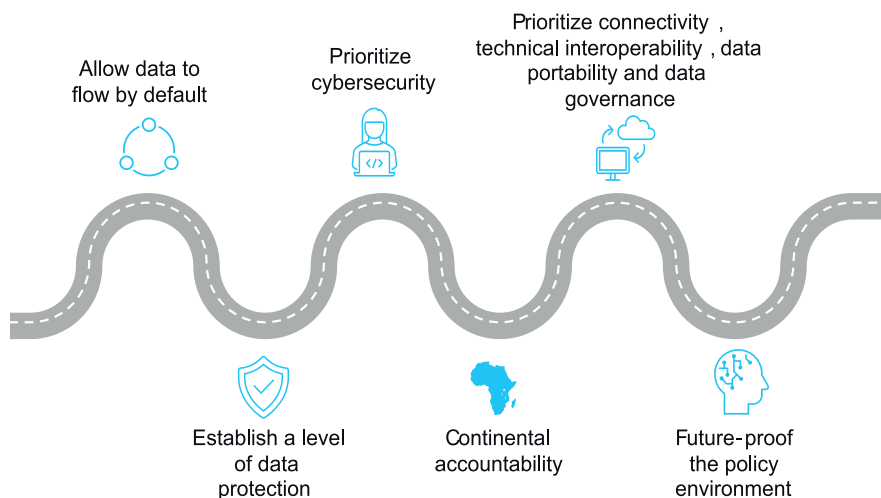 Allow data to
flow by default
Establish a level
of data
protection
Prioritize
cybersecurity
</>
Continental
accountability
Prioritize connectivity ,
technical interoperability , data
portability and data
governance
Future-proof
the policy
environment